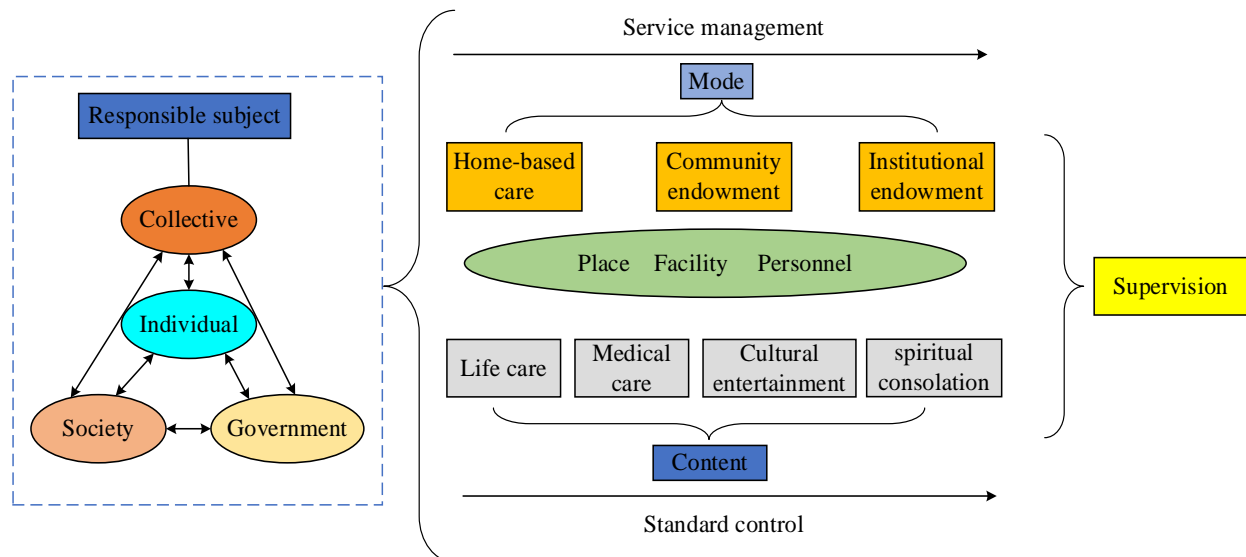 Service management
Mode
Responsible subject
Home-based
care
Community
endowment
Institutional
endowment
Collective
Place Facility Personnel
Supervision
Individual
Life care
Medical
care
Cultural
entertainment
spiritual
consolation
Society
Government
Content
Standard control